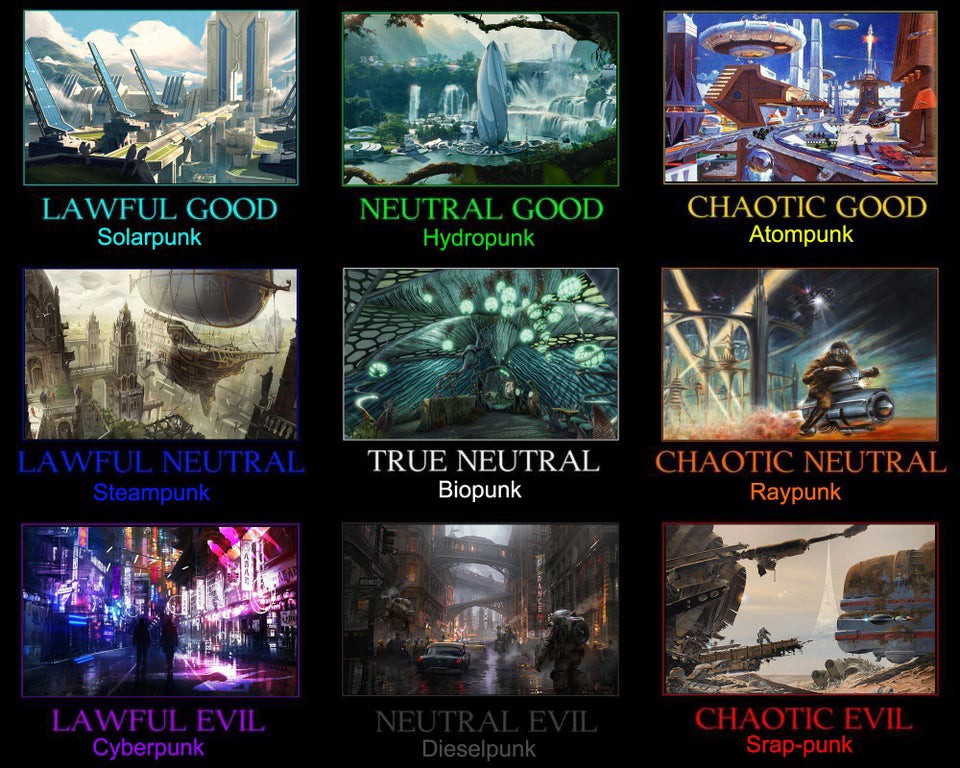 LAWFUL GOOD
Solarpunk
NEUTRAL GOOD
Hydropunk
CHAOTIC GOOD
Atompunk
LAWFUL NEUTRAL
Steampunk
TRUE NEUTRAL
Biopunk
CHAOTIC NEUTRAL
Raypunk
LAWFUL EVIL
Cyberpunk
NEUTRAL EVIL
Dieselpunk
CHAOTIC EVIL
Srap-punk